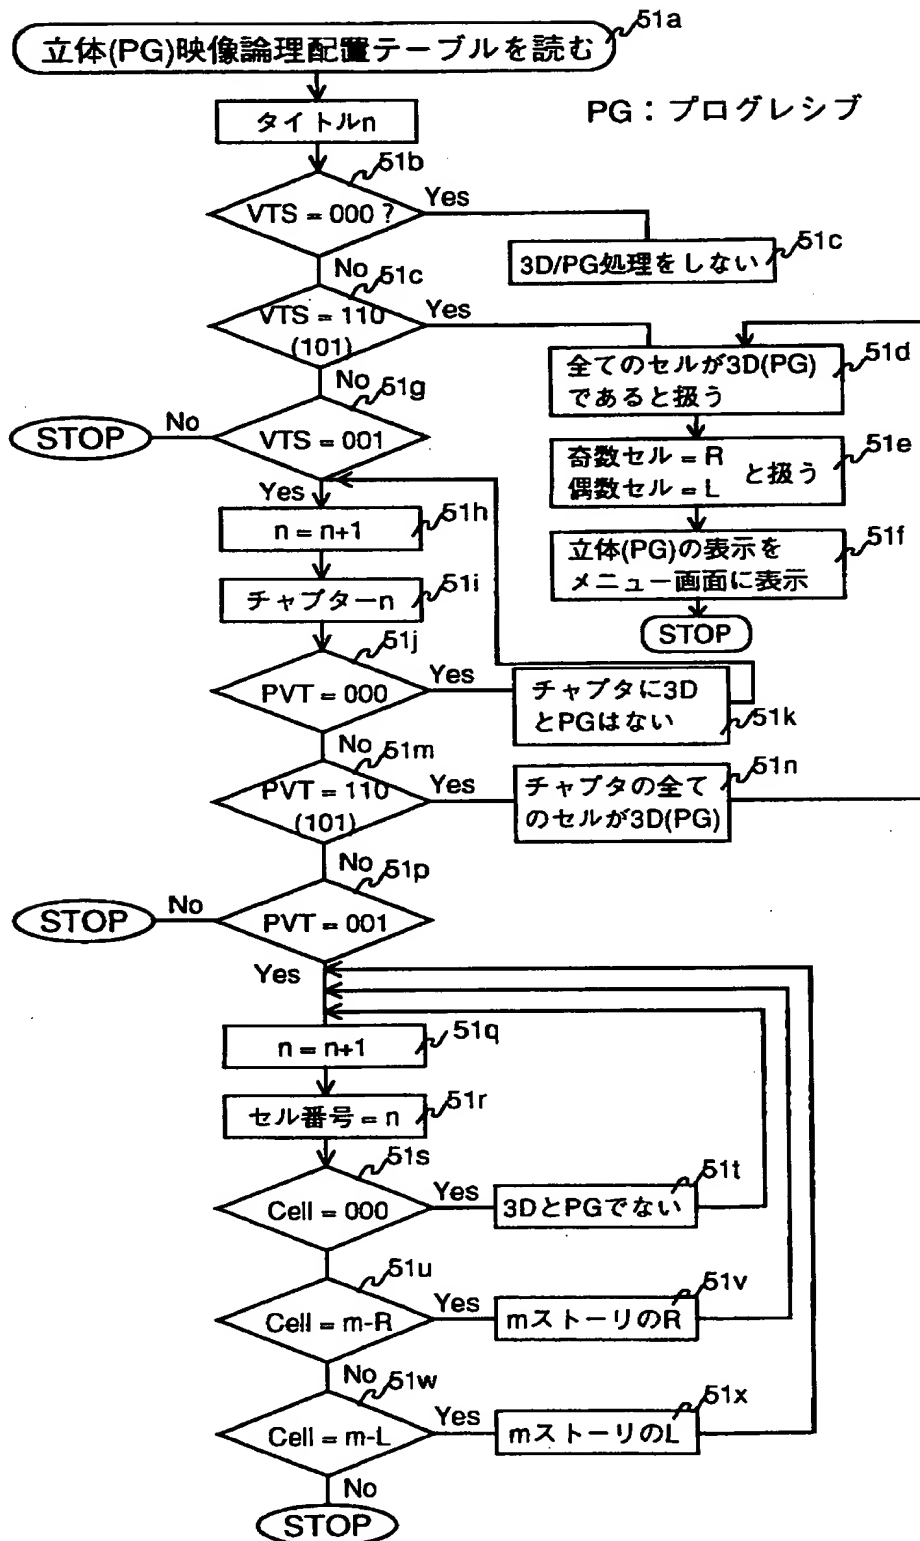 51a
立体(PG)映像論理配置テーブルを読む
PG：プログレシブ
タイトルn
51b
VTS = 000 ?
Yes
No
51c
3D/PG処理をしない
51c
VTS = 110
(101)
Yes
No
51d
全てのセルが3D(PG)
であると扱う
51g
VTS = 001
No
STOP
Yes
51e
奇数セル = R
偶数セル = L
と扱う
51h
n = n+1
51f
立体(PG)の表示を
メニュー画面に表示
STOP
51i
チャプターn
51j
PVT = 000
Yes
No
チャプタに3D
とPGはない
51k
51m
PVT = 110
(101)
Yes
No
51n
チャプタの全て
のセルが3D(PG)
51p
PVT = 001
No
STOP
Yes
51q
n = n+1
51r
セル番号 = n
51s
Cell = 000
Yes
51t
3DとPGでない
51u
Cell = m-R
Yes
No
51v
mストーリのR
51w
Cell = m-L
Yes
No
51x
mストーリのL
STOP